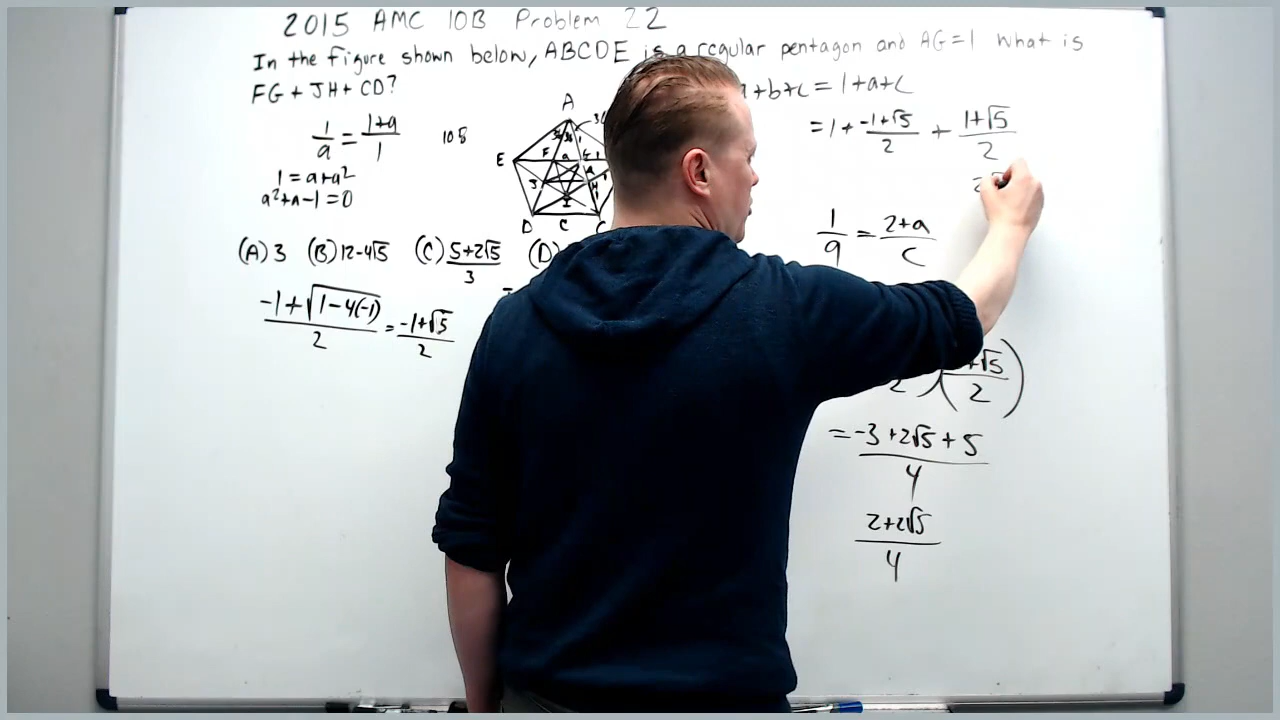 2015 AMC 10B Problem 22
In the figure shown below, ABCDE is a regular pentagon and AG=1 What is
FG + JH + CD?
+b+c = 1+a+c
1/a = (1+a)/1
108
= 1 + (-1+√5)/2 + (1+√5)/2
1 = a+a²
a²+a-1=0
A
E
F
a
J
I
D
C
1/a = (2+a)/c
(A) 3 (B) 12-4√5 (C) (5+2√5)/3 (D)
(-1+√(1-4(-1)))/2 = (-1+√5)/2
√5)/2)
= (-3+2√5+5)/4
(2+2√5)/4